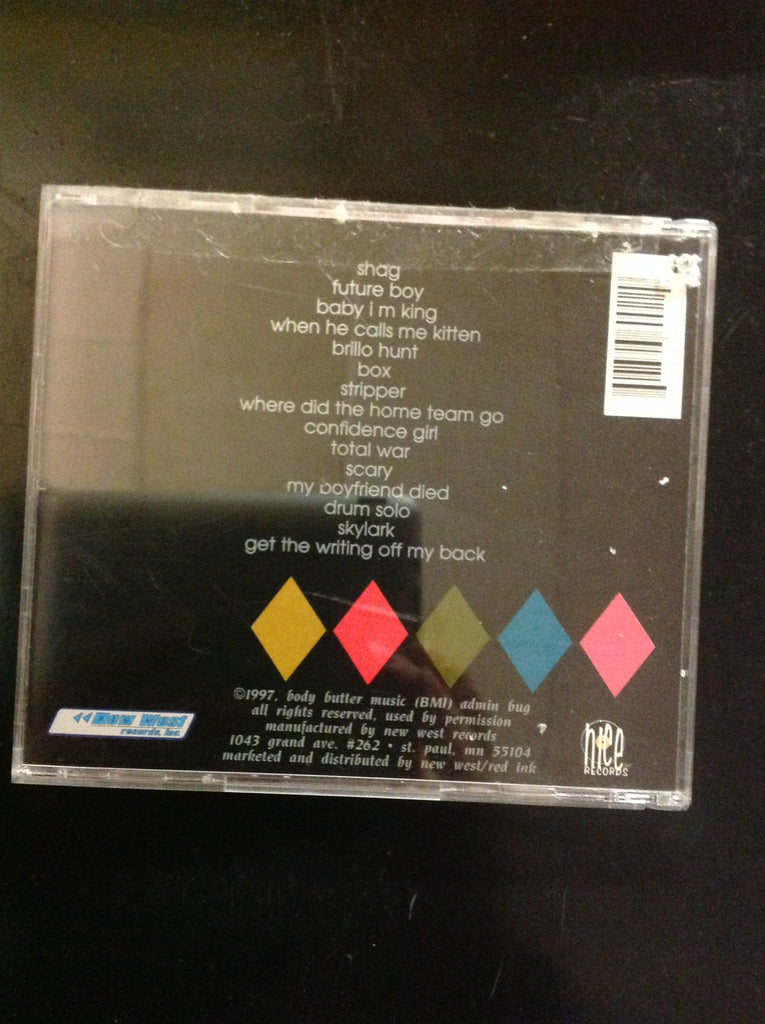 shag
future boy
baby i m king
when he calls me kitten
brillo hunt
box
stripper
where did the home team go
confidence girl
total war
scary
my boyfriend died
drum solo
skylark
get the writing off my back
©1997, body butter music (BMI) admin bug
all rights reserved, used by permission
manufactured by new west records
1043 grand ave. #262 • st. paul, mn 55104
marketed and distributed by new west/red ink
New West
records, inc.
nice
RECORDS